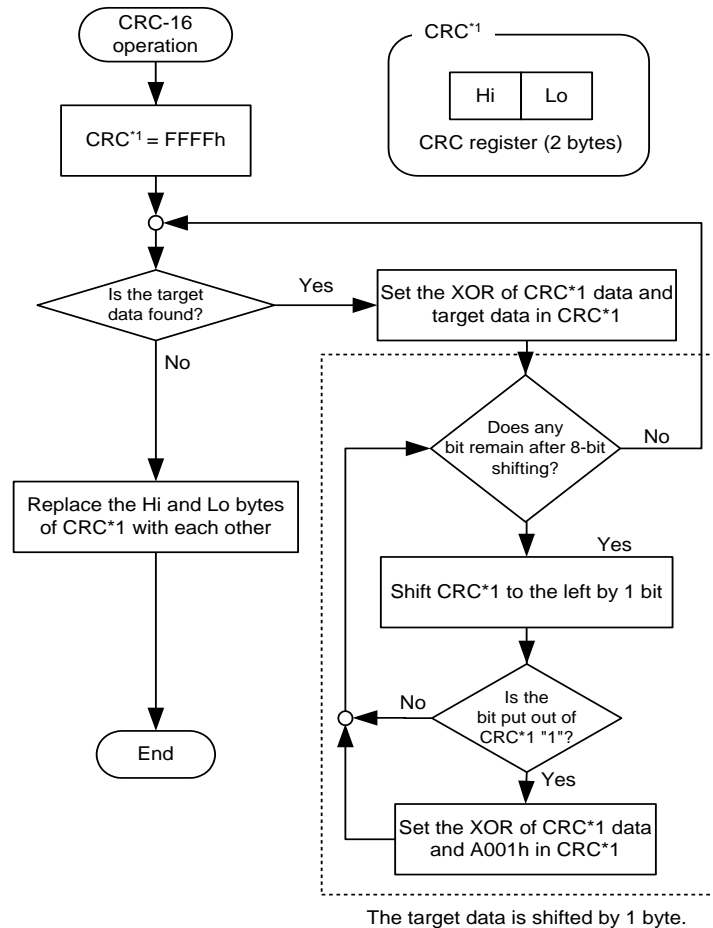 CRC-16
operation
CRC*1
Hi Lo
CRC register (2 bytes)
CRC*1 = FFFFh
Is the target
data found?
Yes
No
Set the XOR of CRC*1 data and
target data in CRC*1
Does any
bit remain after 8-bit
shifting?
No
Yes
Replace the Hi and Lo bytes
of CRC*1 with each other
Shift CRC*1 to the left by 1 bit
Is the
bit put out of
CRC*1 "1"?
No
Yes
End
Set the XOR of CRC*1 data
and A001h in CRC*1
The target data is shifted by 1 byte.